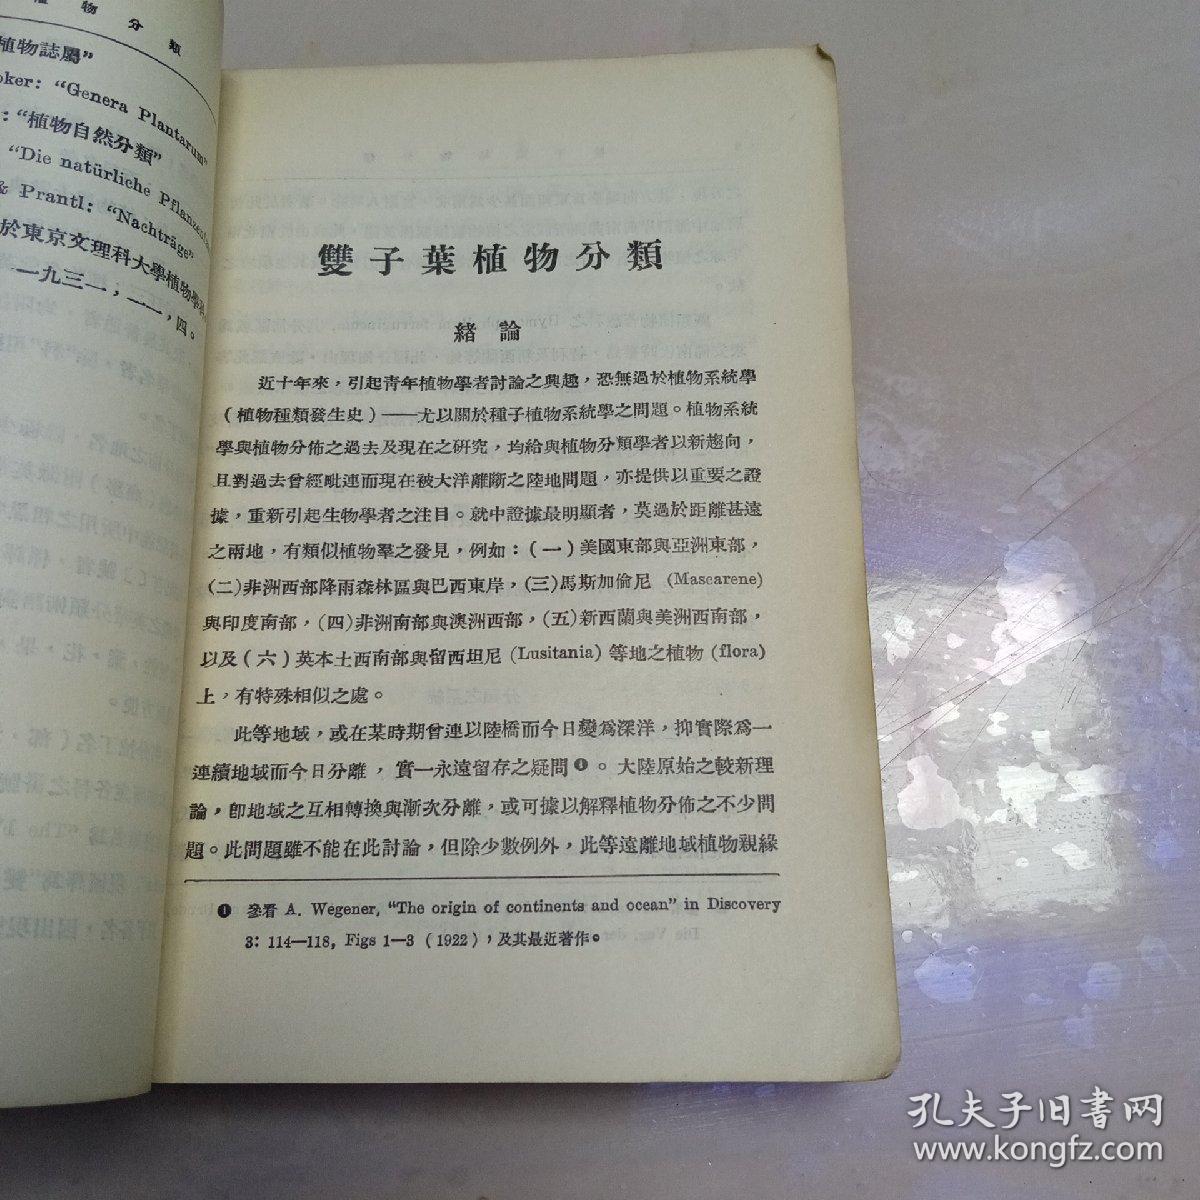 植物分類
植物誌屬”
oker: “Genera Plantarum”
: “植物自然分類”
“Die natürliche Pflanzenfa
& Prantl: “Nachträge”
於東京文理科大學植物學
一九三一，一一，四。
雙子葉植物分類
緒論
近十年來，引起青年植物學者討論之興趣，恐無過於植物系統學
（植物種類發生史）——尤以關於種子植物系統學之問題。植物系統
學與植物分佈之過去及現在之研究，均給與植物分類學者以新趨向，
且對過去曾經毗連而現在被大洋離斷之陸地問題，亦提供以重要之證
據，重新引起生物學者之注目。就中證據最明顯者，莫過於距離甚遠
之兩地，有類似植物羣之發見，例如：（一）美國東部與亞洲東部，
（二）非洲西部降雨森林區與巴西東岸，（三）馬斯加倫尼 (Mascarene)
與印度南部，（四）非洲南部與澳洲西部，（五）新西蘭與美洲西南部，
以及（六）英本土西南部與留西坦尼 (Lusitania) 等地之植物 (flora)
上，有特殊相似之處。
此等地域，或在某時期曾連以陸橋而今日變爲深洋，抑實際爲一
連續地域而今日分離，實一永遠留存之疑問❶。大陸原始之較新理
論，卽地域之互相轉換與漸次分離，或可據以解釋植物分佈之不少問
題。此問題雖不能在此討論，但除少數例外，此等遠離地域植物親緣
❶ 參看 A. Wegener, “The origin of continents and ocean” in Discovery
3: 114—118, Figs 1—3 (1922)，及其最近著作。
孔夫子旧书网
www.kongfz.com